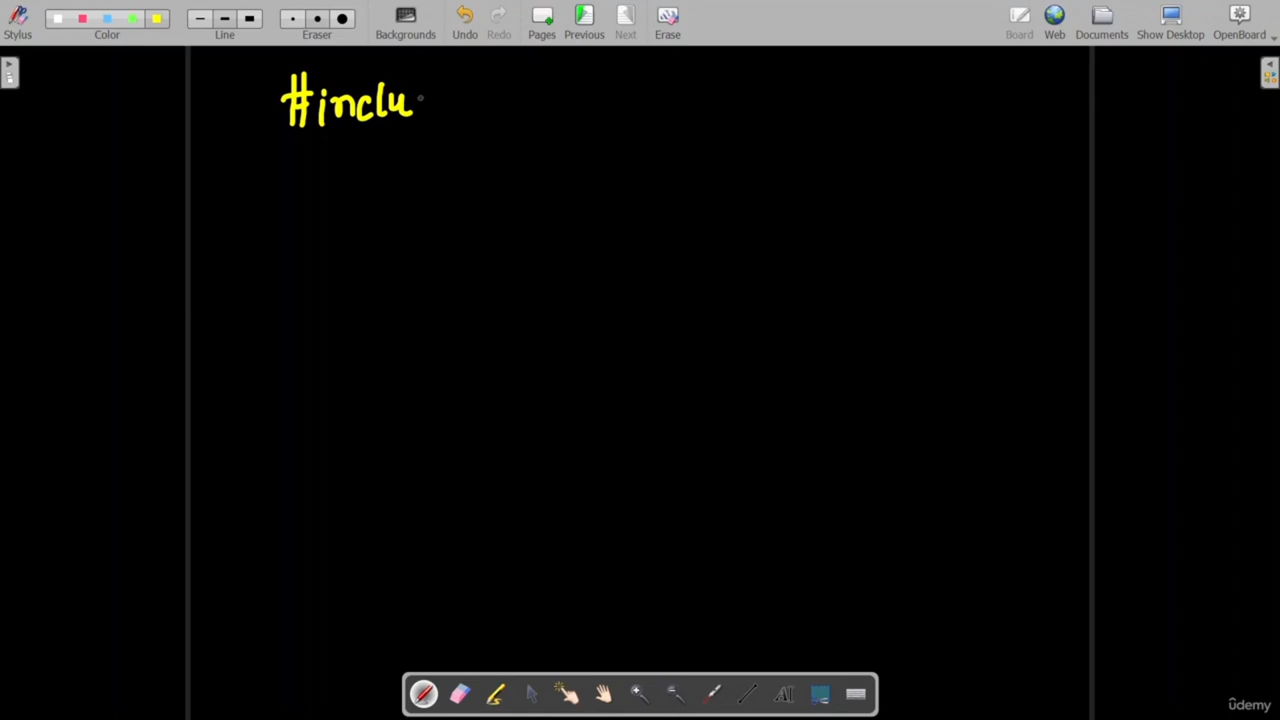 Stylus Color Line Eraser Backgrounds Undo Redo Pages Previous Next Erase Board Web Documents Show Desktop OpenBoard
#inclu
AI
ûdemy